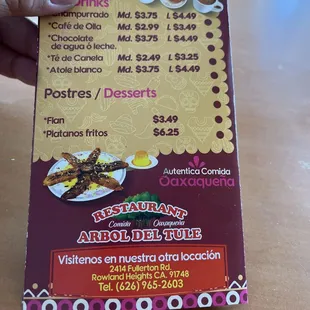 Drinks
*Champurrado Md. $3.75 L $4.49
*Café de Olla Md. $2.99 L $3.49
*Chocolate Md. $3.75 L $4.49
de agua ó leche.
*Té de Canela Md. $2.49 L $3.25
*Atole blanco Md. $3.75 L $4.49
Postres / Desserts
*Flan $3.49
*Platanos fritos $6.25
Autentica Comida
Oaxaqueña
RESTAURANT
Comida Oaxaqueña
ARBOL DEL TULE
Visitenos en nuestra otra locación
2414 Fullerton Rd.
Rowland Heights CA. 91748
Tel. (626) 965-2603